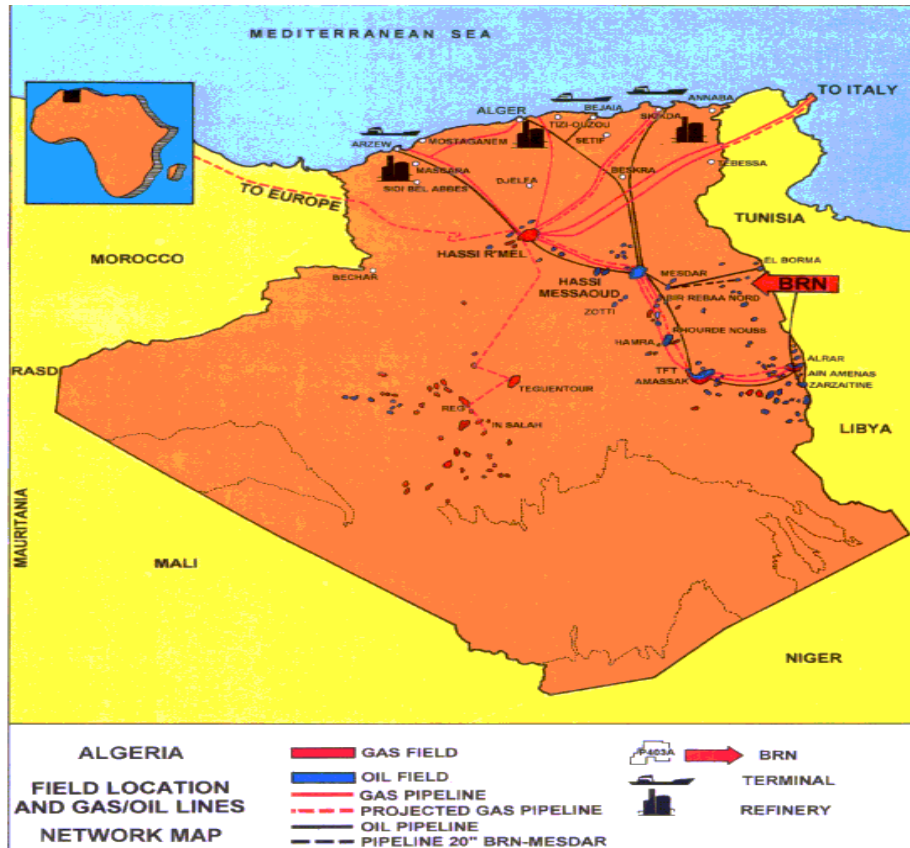 MEDITERRANEAN SEA
TO ITALY
ANNABA
BEJAIA
SKIKDA
ALGER
TIZI-OUZOU
SETIF
MOSTAGANEM
ARZEW
MASCARA
SIDI BEL ABBES
DJELFA
BESKRA
TEBESSA
TO EUROPE
TUNISIA
MOROCCO
HASSI R'MEL
BECHAR
HASSI
MESSAOUD
MESDAR
EL BORMA
BRN
BIR REBAA NORD
ZOTTI
RHOURDE NOUSS
HAMRA
ALRAR
TFT
AMASSAK
AIN AMENAS
ZARZAITINE
RASD
TEGUENTOUR
REG
IN SALAH
LIBYA
MAURITANIA
MALI
NIGER
ALGERIA
FIELD LOCATION
AND GAS/OIL LINES
NETWORK MAP
GAS FIELD
OIL FIELD
GAS PIPELINE
PROJECTED GAS PIPELINE
OIL PIPELINE
PIPELINE 20" BRN-MESDAR
P403A
BRN
TERMINAL
REFINERY